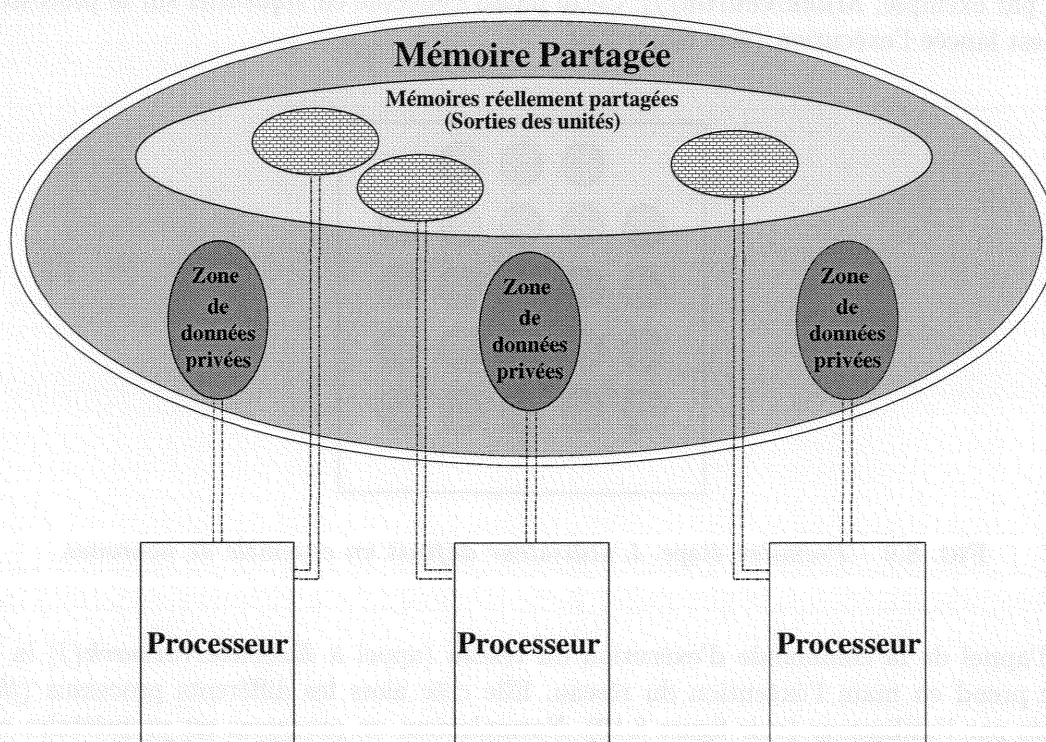 Mémoire Partagée
Mémoires réellement partagées
(Sorties des unités)
Zone
de
données
privées
Zone
de
données
privées
Zone
de
données
privées
Processeur
Processeur
Processeur